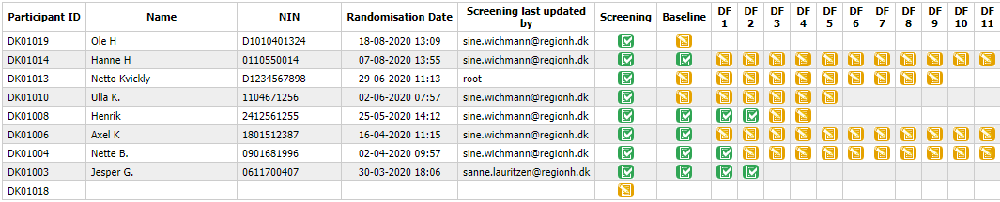 Participant ID Name NIN Randomisation Date Screening last updated by Screening Baseline DF 1 DF 2 DF 3 DF 4 DF 5 DF 6 DF 7 DF 8 DF 9 DF 10 DF 11
DK01019 Ole H D1010401324 18-08-2020 13:09 sine.wichmann@regionh.dk
DK01014 Hanne H 0110550014 07-08-2020 13:55 sine.wichmann@regionh.dk
DK01013 Netto Kvickly D1234567898 29-06-2020 11:13 root
DK01010 Ulla K. 1104671256 02-06-2020 07:57 sine.wichmann@regionh.dk
DK01008 Henrik 2412561255 25-05-2020 14:12 sine.wichmann@regionh.dk
DK01006 Axel K 1801512387 16-04-2020 11:15 sine.wichmann@regionh.dk
DK01004 Nette B. 0901681996 02-04-2020 09:57 sine.wichmann@regionh.dk
DK01003 Jesper G. 0611700407 30-03-2020 18:06 sanne.lauritzen@regionh.dk
DK01018